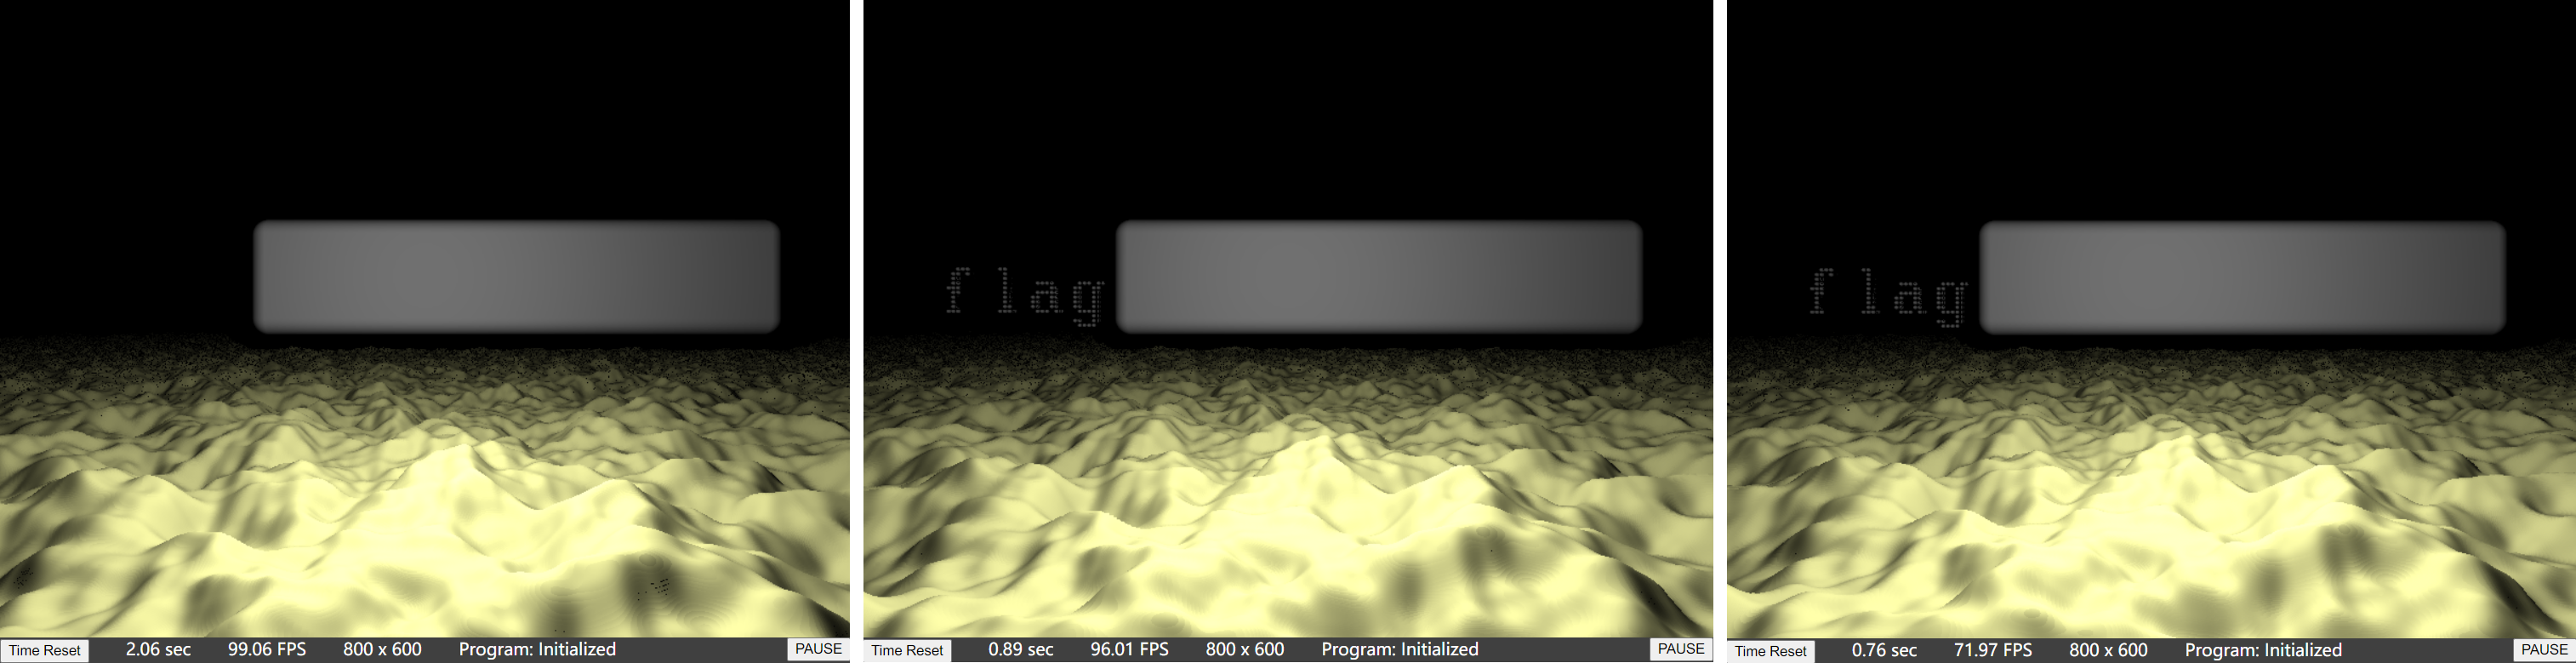 flag flag
Time Reset 2.06 sec 99.06 FPS 800 x 600 Program: Initialized PAUSE Time Reset 0.89 sec 96.01 FPS 800 x 600 Program: Initialized PAUSE Time Reset 0.76 sec 71.97 FPS 800 x 600 Program: Initialized PAUSE